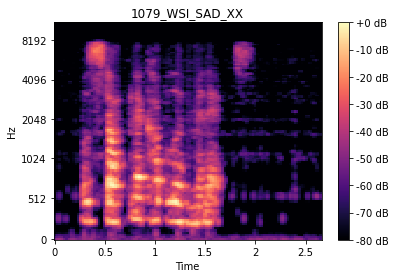 1079_WSI_SAD_XX
+0 dB
8192
-10 dB
4096
-20 dB
-30 dB
2048
Hz
-40 dB
1024
-50 dB
512
-60 dB
-70 dB
0
-80 dB
0 0.5 1 1.5 2 2.5
Time